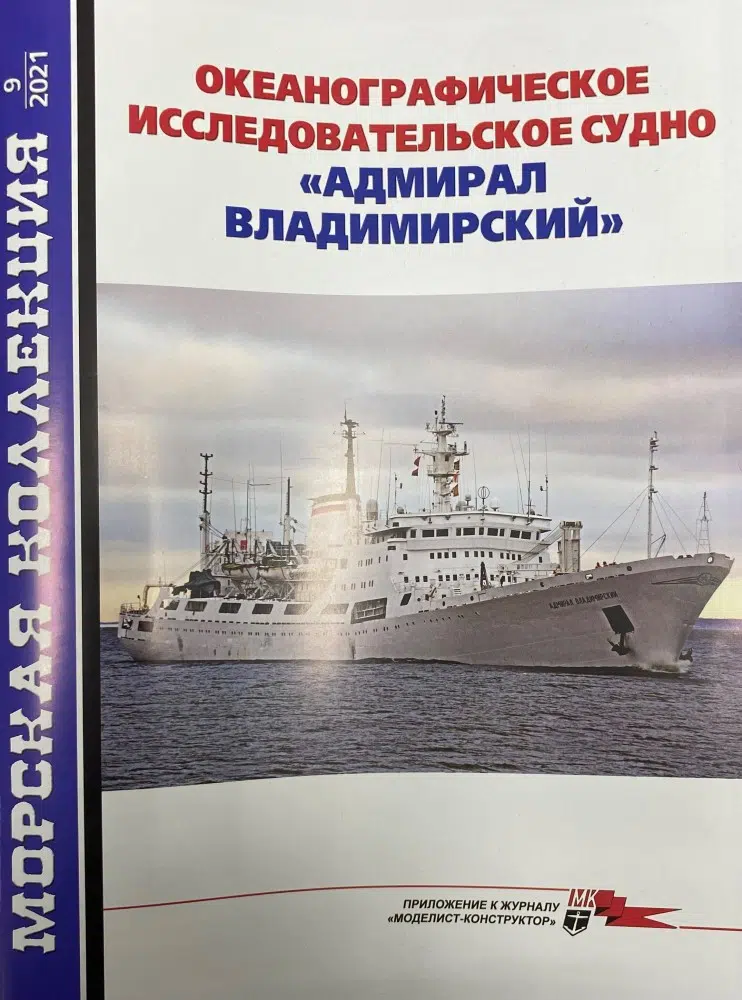 9
2021
МОРСКАЯ КОЛЛЕКЦИЯ
ОКЕАНОГРАФИЧЕСКОЕ
ИССЛЕДОВАТЕЛЬСКОЕ СУДНО
«АДМИРАЛ
ВЛАДИМИРСКИЙ»
АДМИРАЛ ВЛАДИМИРСКИЙ
ПРИЛОЖЕНИЕ К ЖУРНАЛУ
«МОДЕЛИСТ-КОНСТРУКТОР»
МК